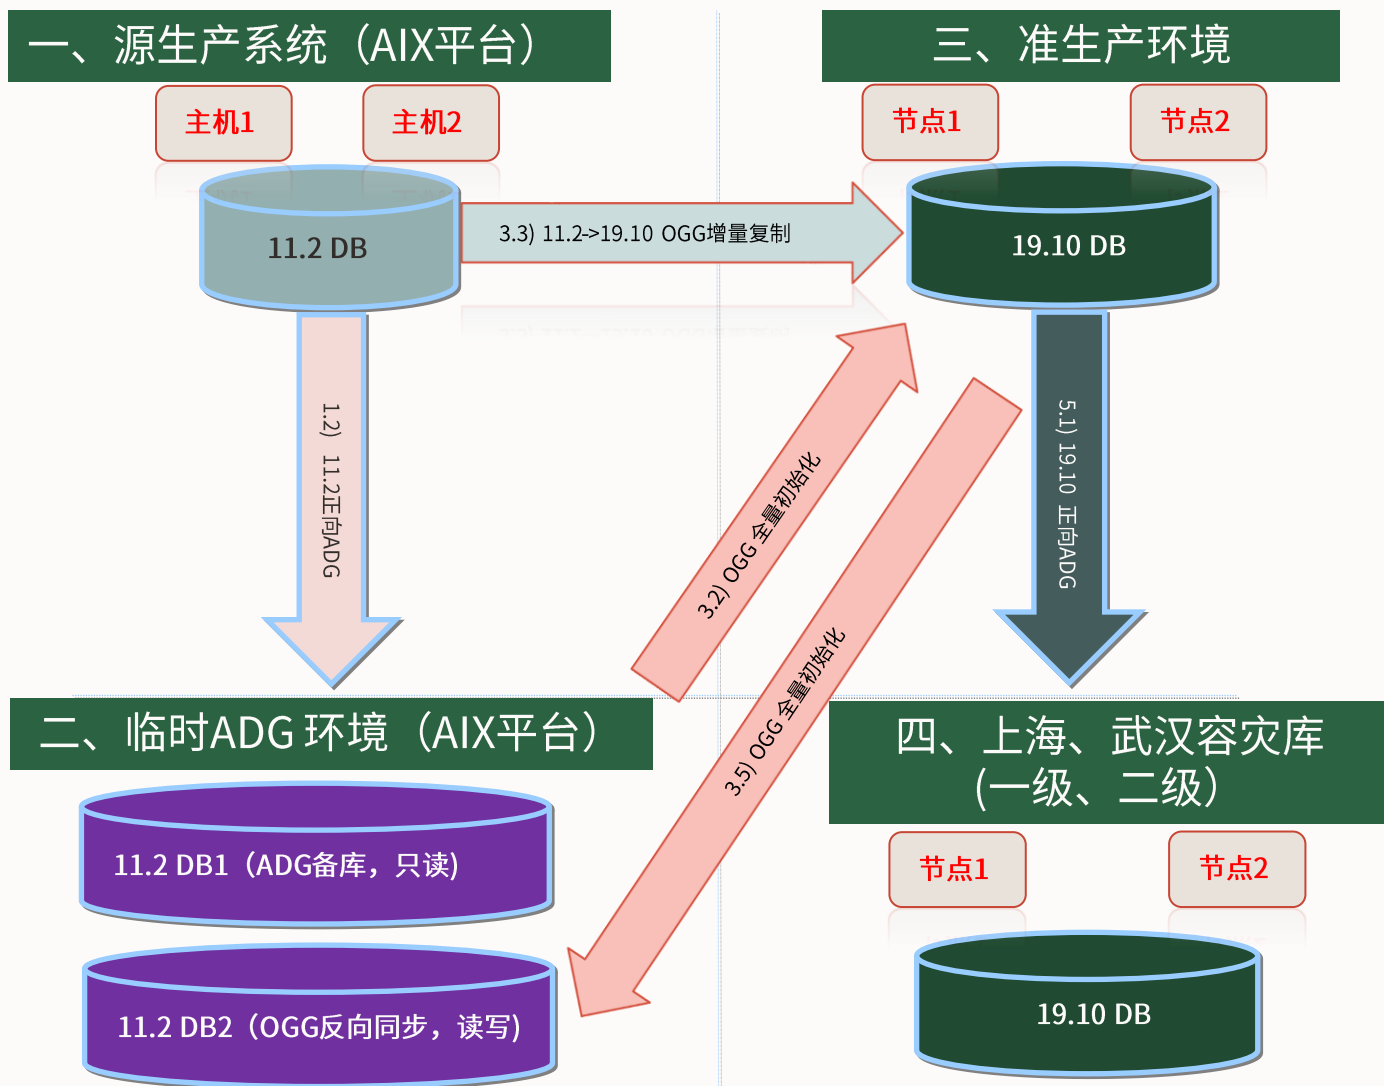 一、源生产系统（AIX平台）
主机1
主机2
11.2 DB
三、准生产环境
节点1
节点2
19.10 DB
3.3) 11.2->19.10 OGG增量复制
1.2) 11.2正向ADG
3.2) OGG 全量初始化
3.5) OGG 全量初始化
5.1) 19.10 正向ADG
二、临时ADG 环境（AIX平台）
11.2 DB1（ADG备库，只读)
11.2 DB2（OGG反向同步，读写)
四、上海、武汉容灾库
(一级、二级）
节点1
节点2
19.10 DB